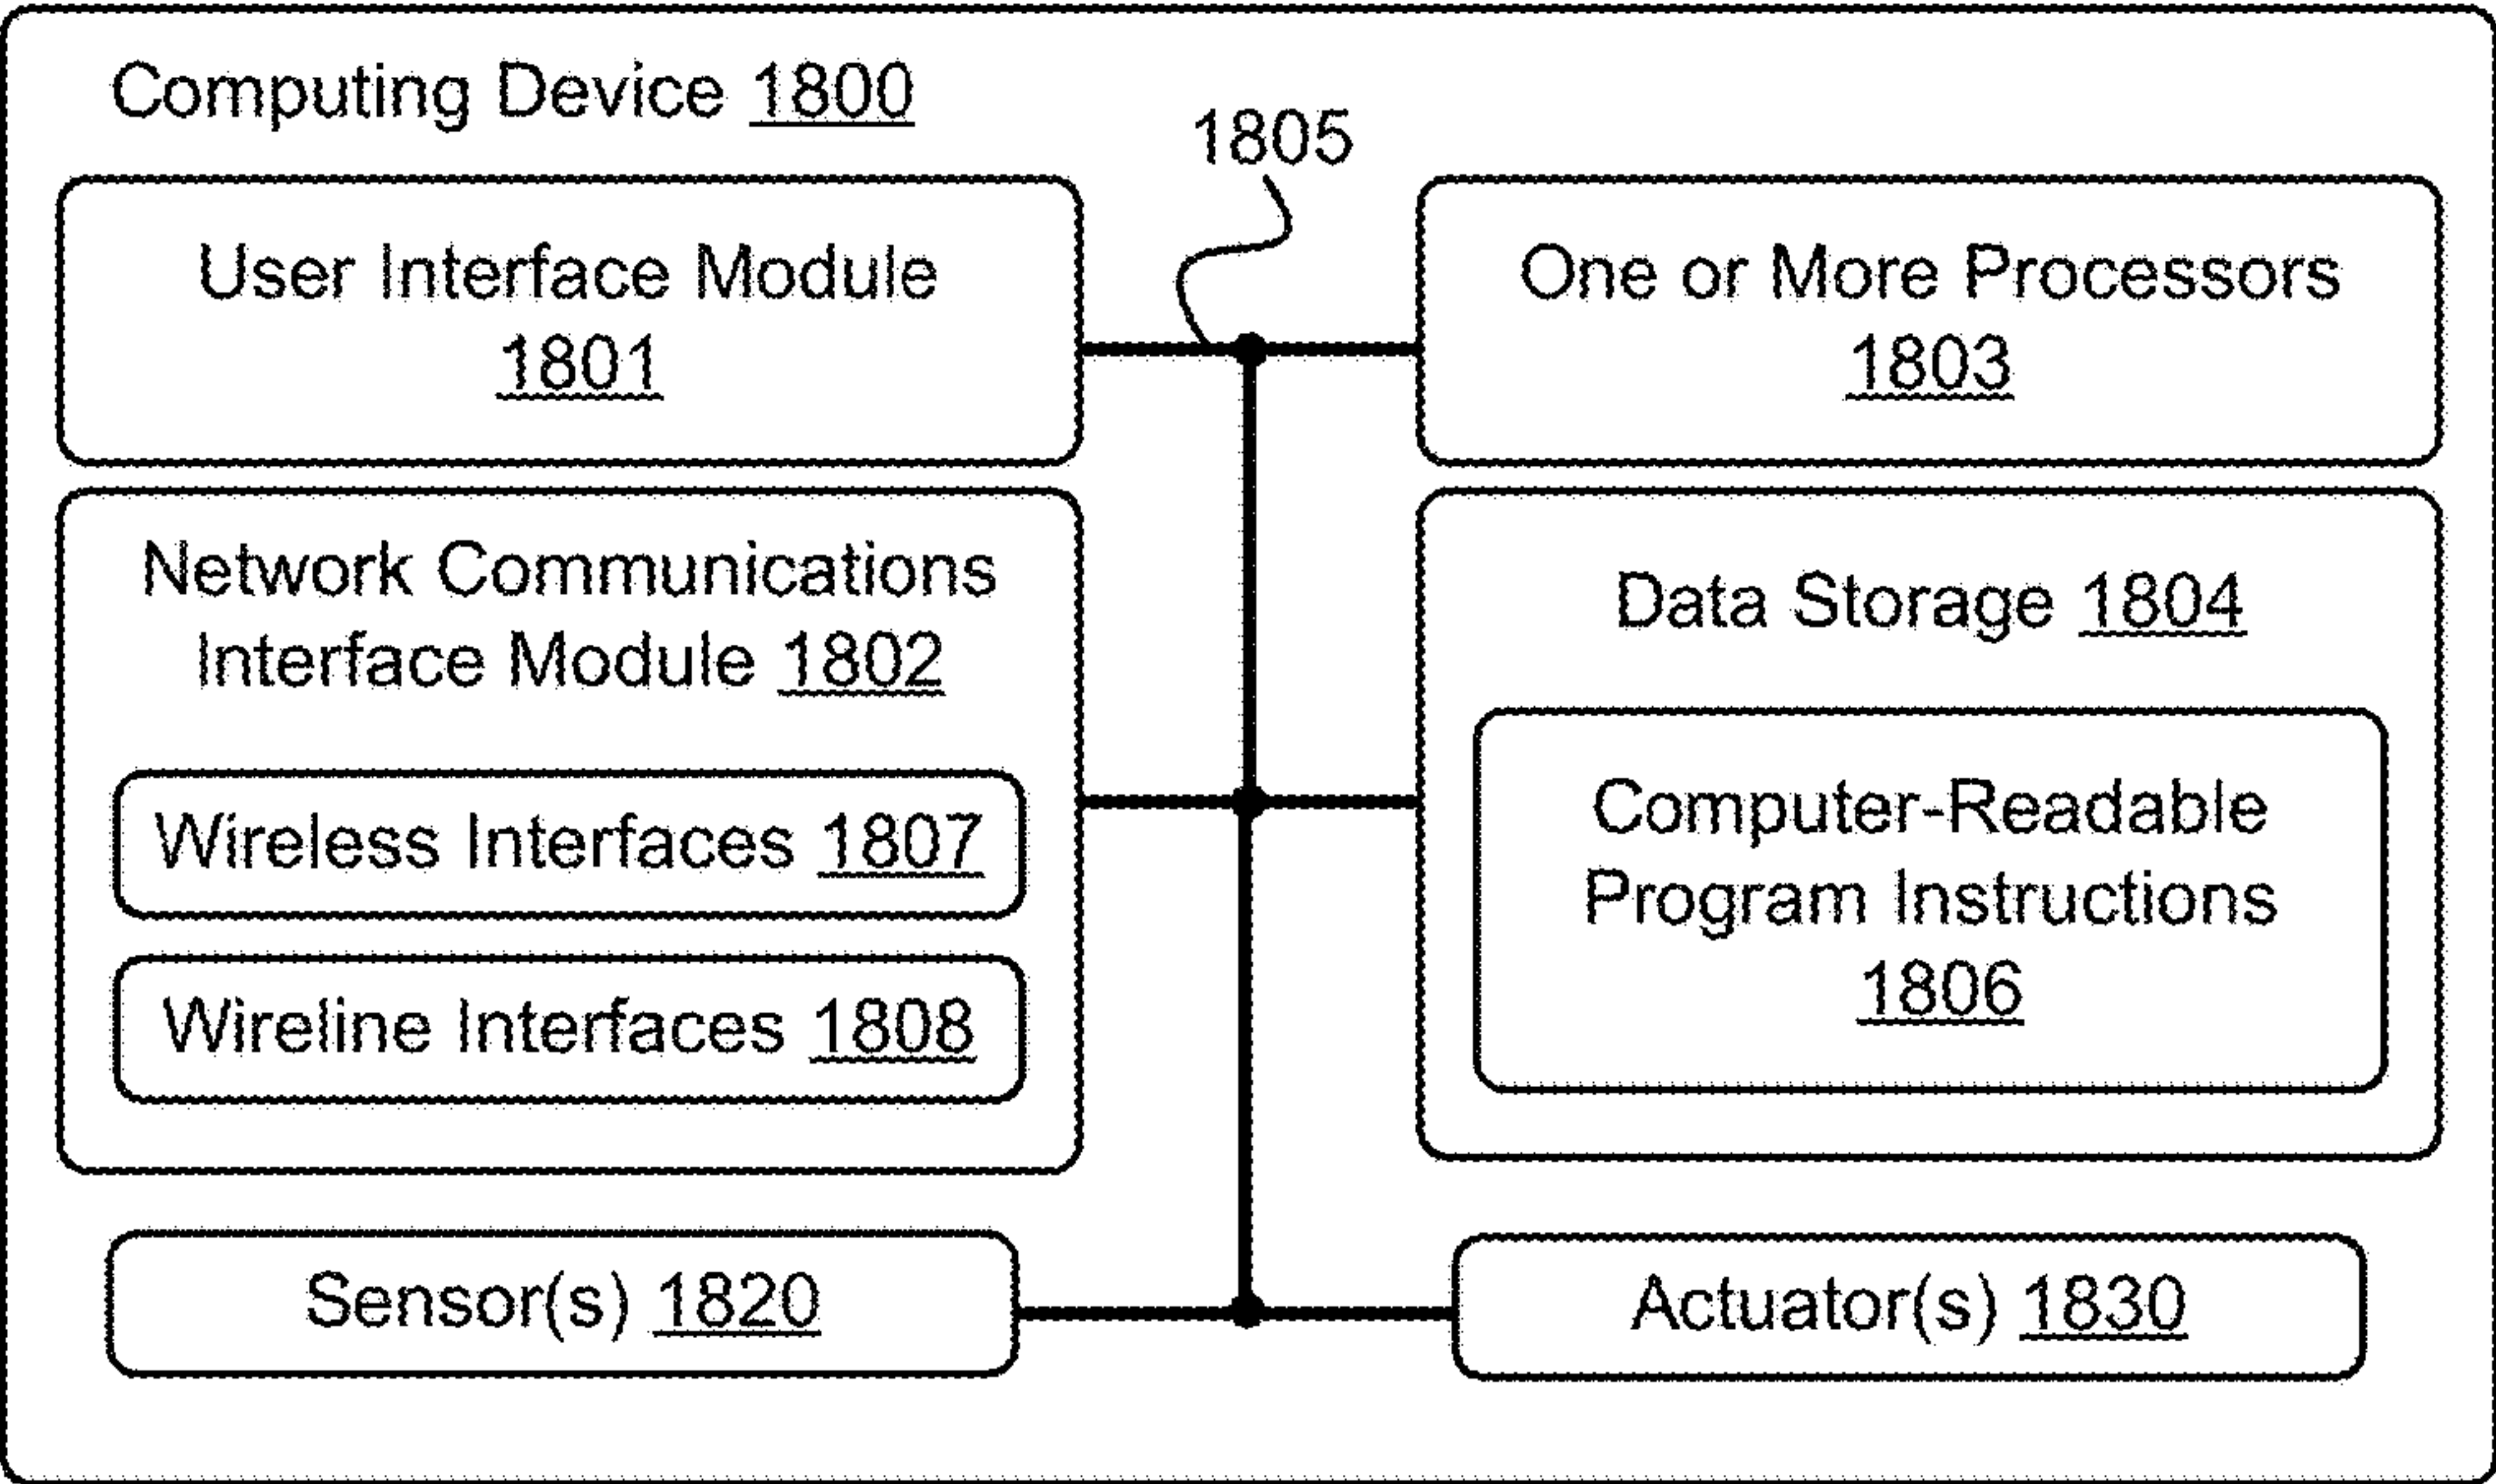 Computing Device 1800
1805
User Interface Module
1801
One or More Processors
1803
Network Communications
Interface Module 1802
Wireless Interfaces 1807
Wireline Interfaces 1808
Data Storage 1804
Computer-Readable
Program Instructions
1806
Sensor(s) 1820
Actuator(s) 1830